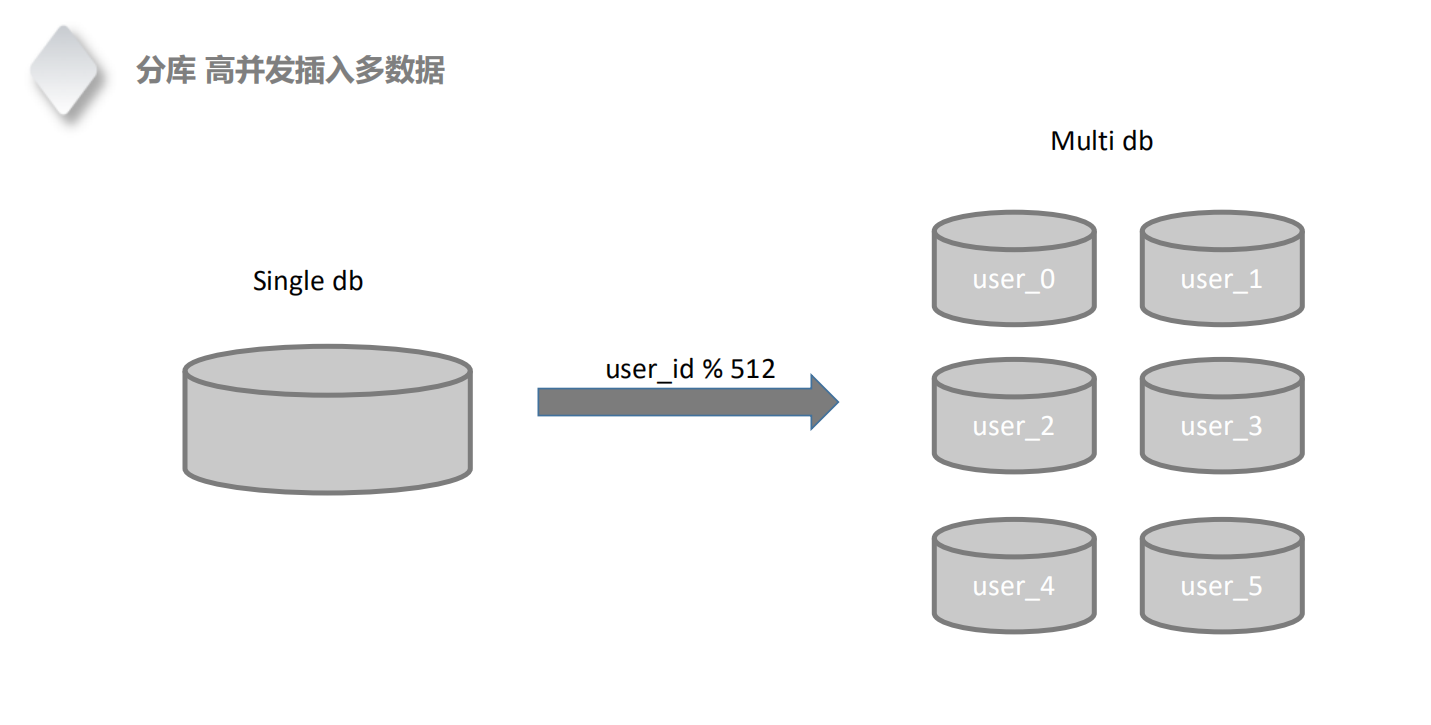 分库 高并发插入多数据
Multi db
Single db
user_id % 512
user_0
user_1
user_2
user_3
user_4
user_5